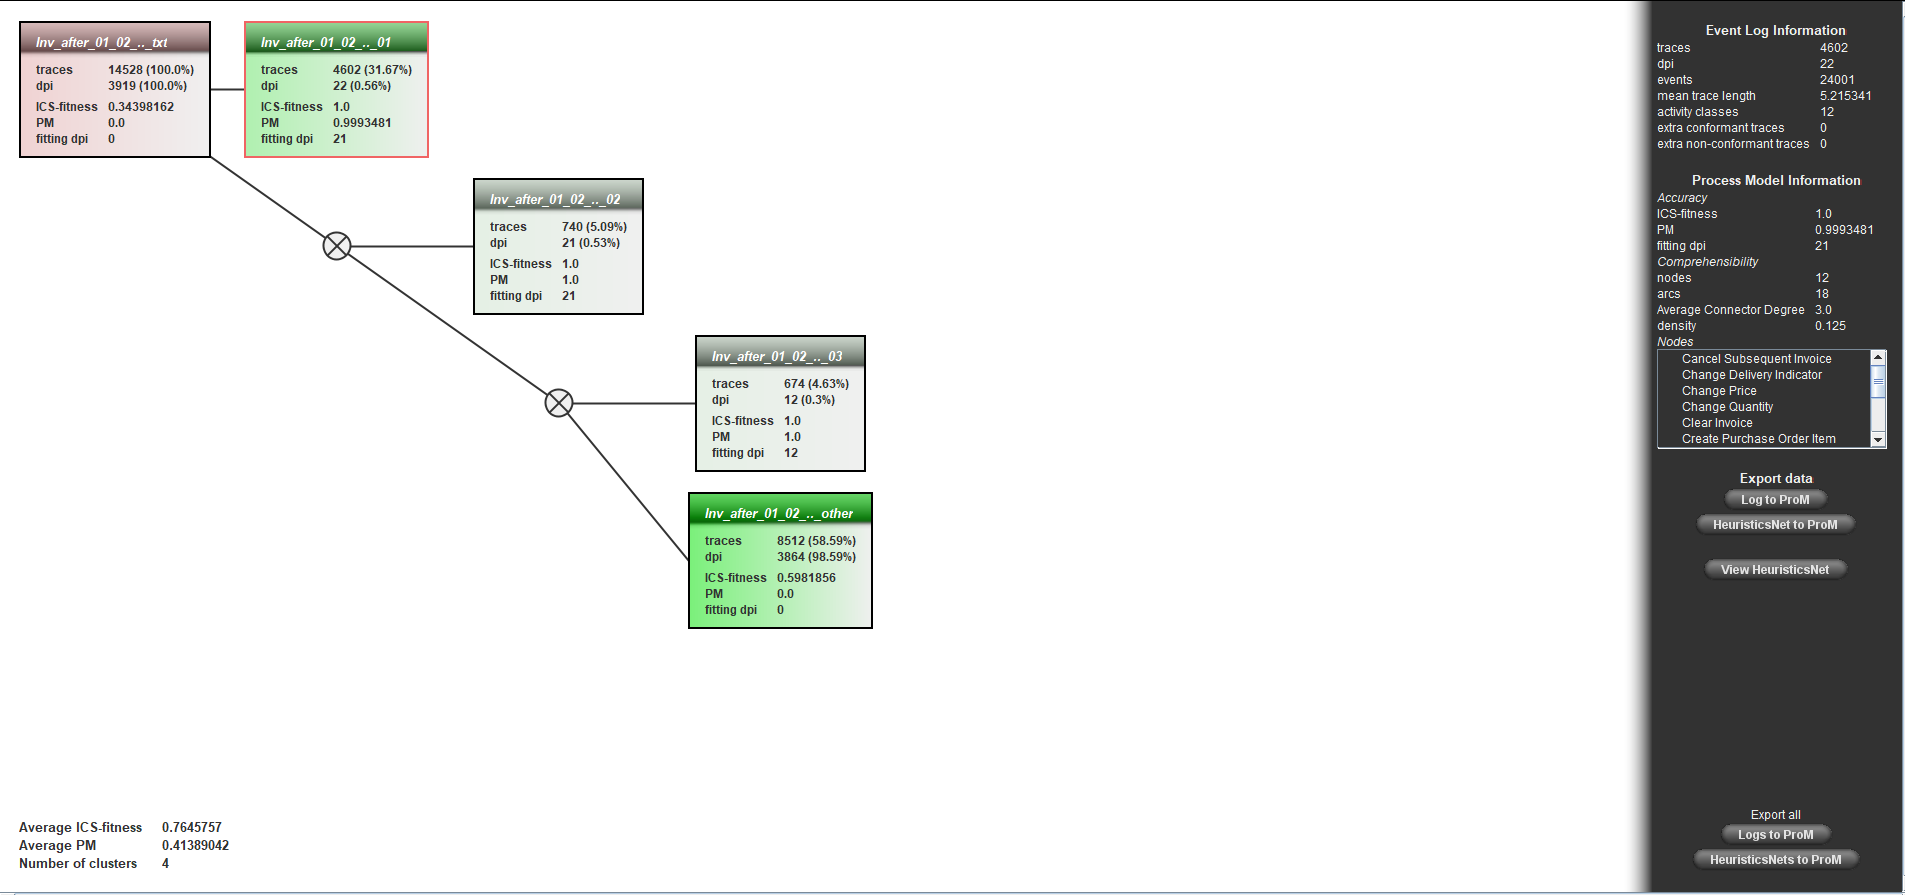 Inv_after_01_02_.._txt
traces 14528 (100.0%)
dpi 3919 (100.0%)
ICS-fitness 0.34398162
PM 0.0
fitting dpi 0
Inv_after_01_02_.._01
traces 4602 (31.67%)
dpi 22 (0.56%)
ICS-fitness 1.0
PM 0.9993481
fitting dpi 21
Inv_after_01_02_.._02
traces 740 (5.09%)
dpi 21 (0.53%)
ICS-fitness 1.0
PM 1.0
fitting dpi 21
Inv_after_01_02_.._03
traces 674 (4.63%)
dpi 12 (0.3%)
ICS-fitness 1.0
PM 1.0
fitting dpi 12
Inv_after_01_02_.._other
traces 8512 (58.59%)
dpi 3864 (98.59%)
ICS-fitness 0.5981856
PM 0.0
fitting dpi 0
Average ICS-fitness 0.7645757
Average PM 0.41389042
Number of clusters 4
Event Log Information
traces 4602
dpi 22
events 24001
mean trace length 5.215341
activity classes 12
extra conformant traces 0
extra non-conformant traces 0
Process Model Information
Accuracy
ICS-fitness 1.0
PM 0.9993481
fitting dpi 21
Comprehensibility
nodes 12
arcs 18
Average Connector Degree 3.0
density 0.125
Nodes
Cancel Subsequent Invoice
Change Delivery Indicator
Change Price
Change Quantity
Clear Invoice
Create Purchase Order Item
Export data
Log to ProM
HeuristicsNet to ProM
View HeuristicsNet
Export all
Logs to ProM
HeuristicsNets to ProM